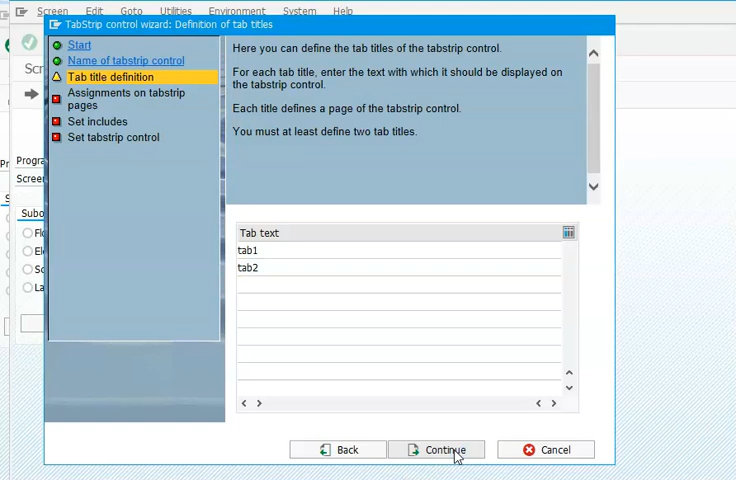 Screen Edit Goto Utilities Environment System Help
TabStrip control wizard: Definition of tab titles
Start
Name of tabstrip control
Tab title definition
Assignments on tabstrip
pages
Set includes
Set tabstrip control
Here you can define the tab titles of the tabstrip control.
For each tab title, enter the text with which it should be displayed on
the tabstrip control.
Each title defines a page of the tabstrip control.
You must at least define two tab titles.
Tab text
tab1
tab2
Back Continue Cancel